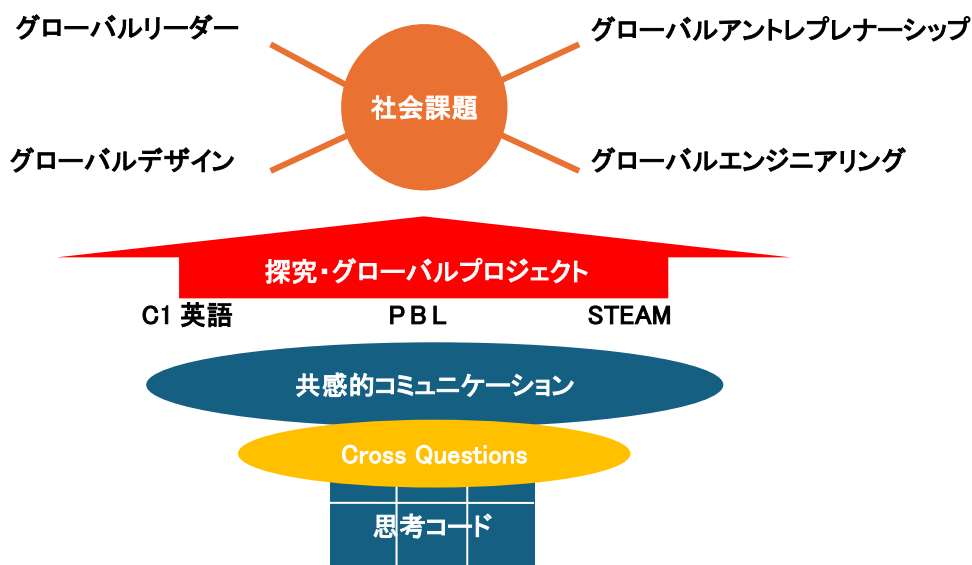 グローバルリーダー
グローバルアントレプレナーシップ
社会課題
グローバルデザイン
グローバルエンジニアリング
探究・グローバルプロジェクト
C1 英語
ＰＢＬ
STEAM
共感的コミュニケーション
Cross Questions
思考コード